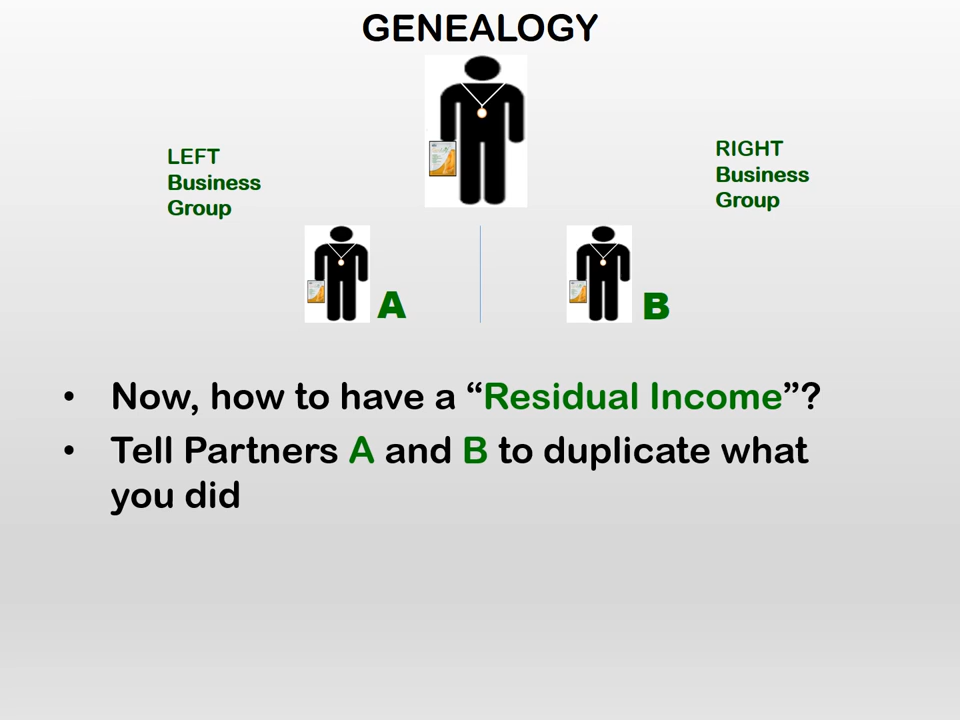 GENEALOGY
LEFT
Business
Group
RIGHT
Business
Group
A
B
• Now, how to have a “Residual Income”?
• Tell Partners A and B to duplicate what
you did